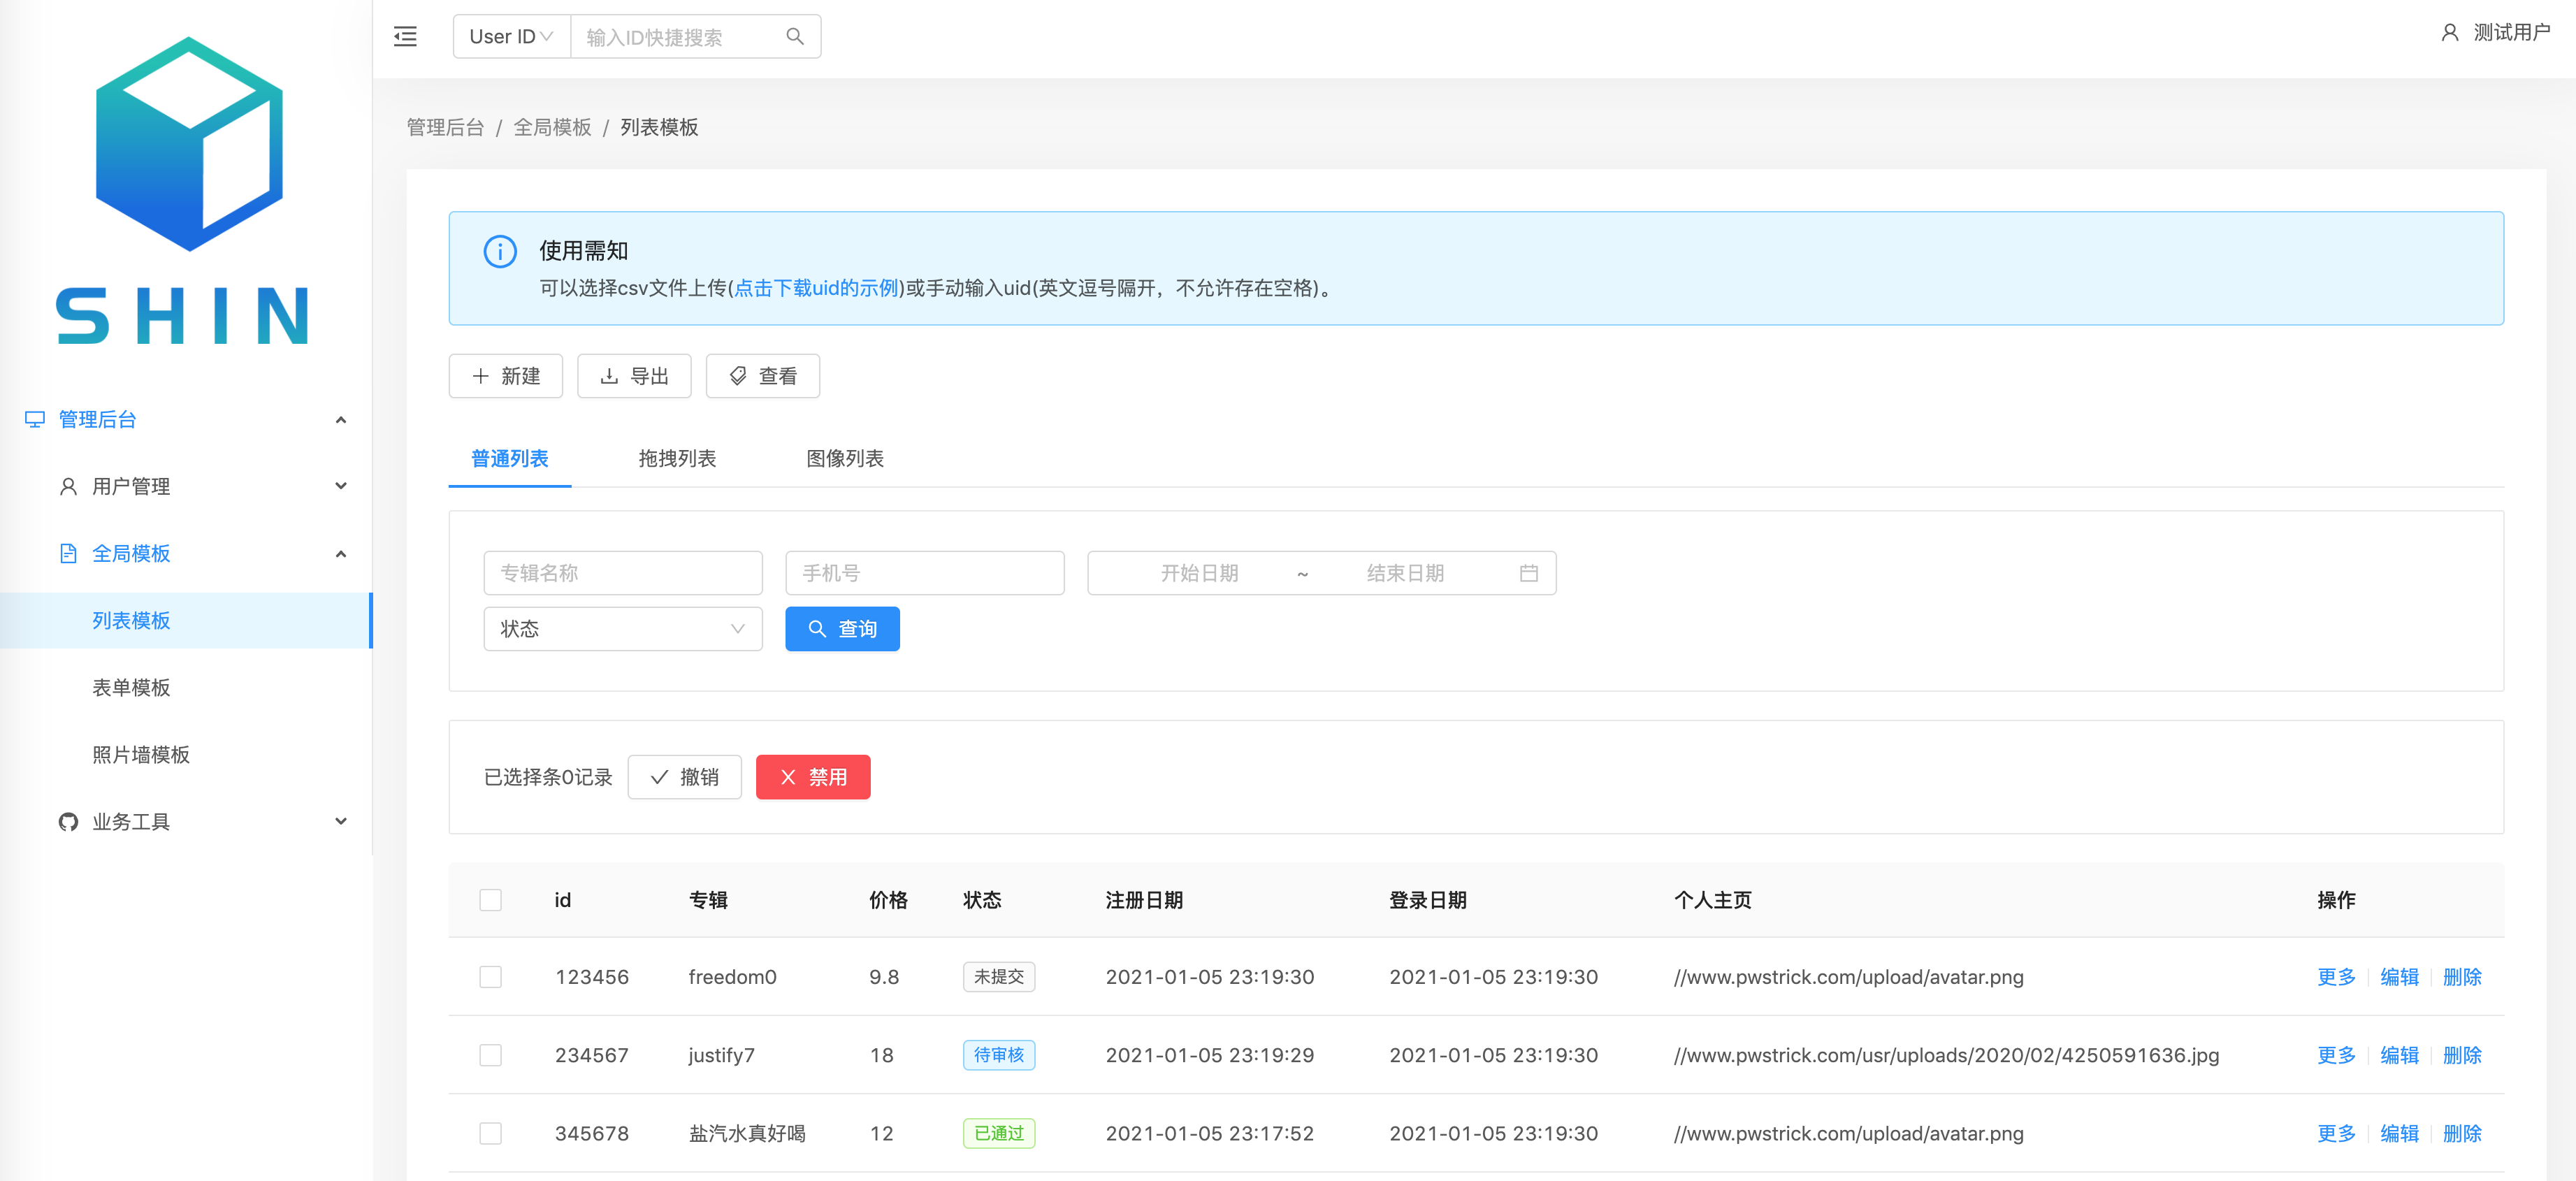 User ID 输入ID快捷搜索
测试用户
SHIN
管理后台
用户管理
全局模板
列表模板
表单模板
照片墙模板
业务工具
管理后台 / 全局模板 / 列表模板
使用需知
可以选择csv文件上传(点击下载uid的示例)或手动输入uid(英文逗号隔开，不允许存在空格)。
新建 导出 查看
普通列表 拖拽列表 图像列表
专辑名称 手机号 开始日期 ~ 结束日期
状态 查询
已选择条0记录 撤销 禁用
id 专辑 价格 状态 注册日期 登录日期 个人主页 操作
123456 freedom0 9.8 未提交 2021-01-05 23:19:30 2021-01-05 23:19:30 //www.pwstrick.com/upload/avatar.png 更多 编辑 删除
234567 justify7 18 待审核 2021-01-05 23:19:29 2021-01-05 23:19:30 //www.pwstrick.com/usr/uploads/2020/02/4250591636.jpg 更多 编辑 删除
345678 盐汽水真好喝 12 已通过 2021-01-05 23:17:52 2021-01-05 23:19:30 //www.pwstrick.com/upload/avatar.png 更多 编辑 删除